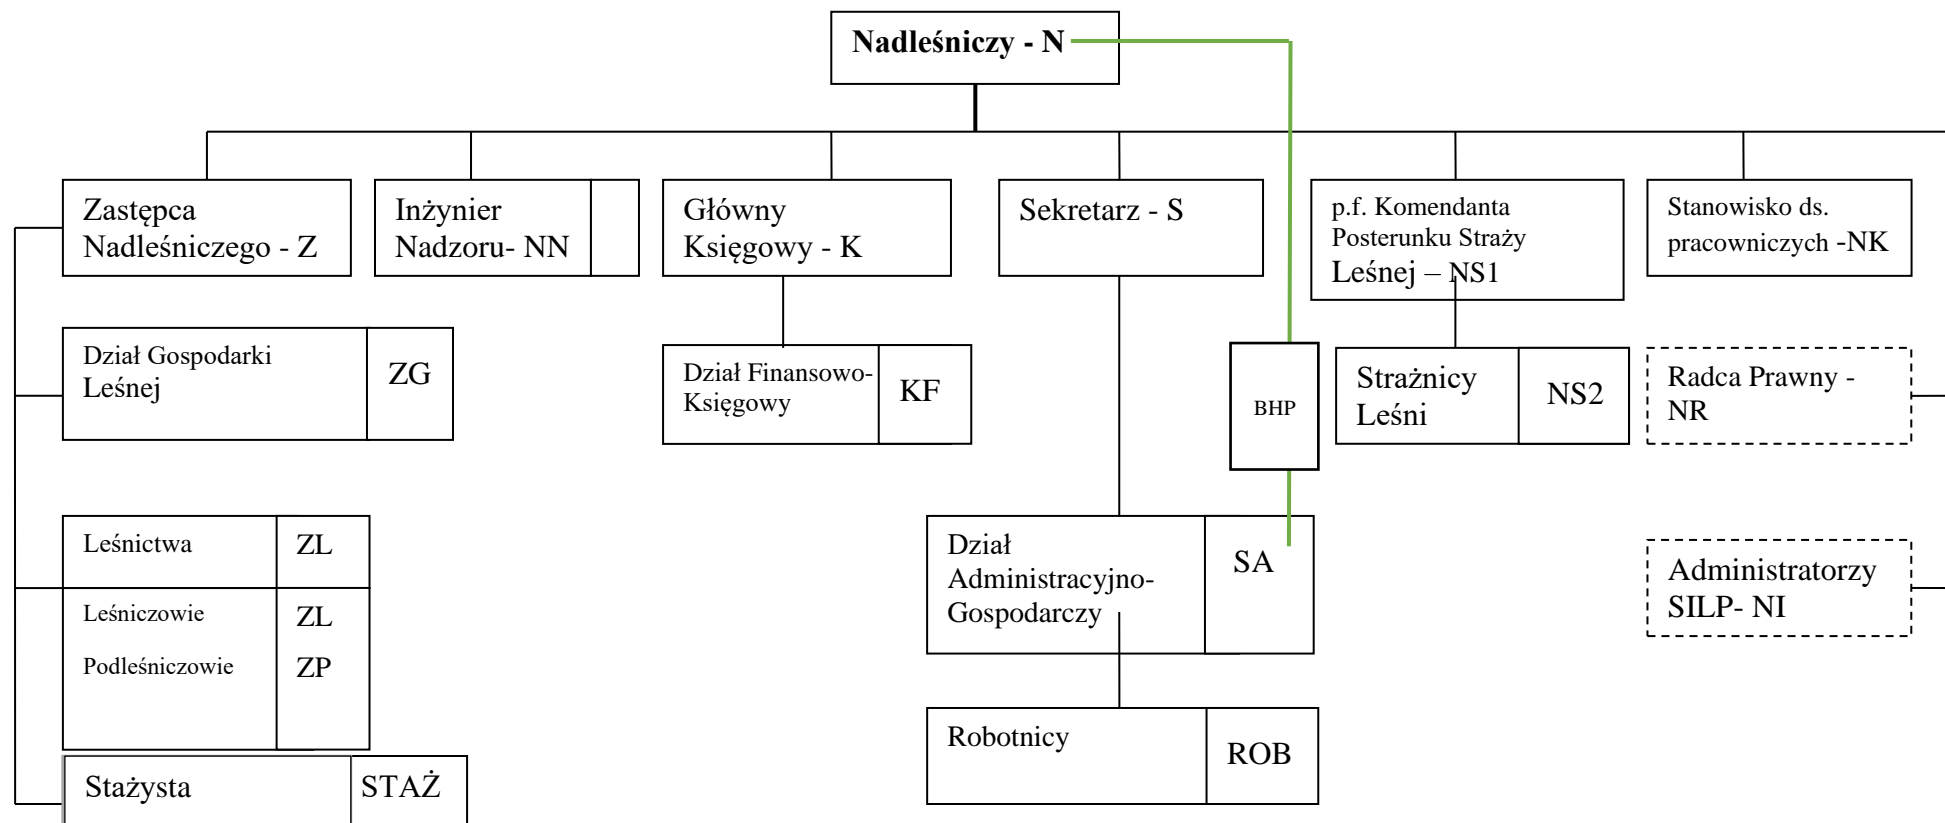 Nadleśniczy - N
Zastępca
Nadleśniczego - Z
Inżynier
Nadzoru- NN
Główny
Księgowy - K
Sekretarz - S
p.f. Komendanta
Posterunku Straży
Leśnej – NS1
Stanowisko ds.
pracowniczych -NK
Dział Gospodarki
Leśnej
ZG
Dział Finansowo-
Księgowy
KF
BHP
Strażnicy
Leśni
NS2
Radca Prawny -
NR
Leśnictwa
ZL
Leśniczowie
ZL
Podleśniczowie
ZP
Dział
Administracyjno-
Gospodarczy
SA
Administratorzy
SILP- NI
Robotnicy
ROB
Stażysta
STAŻ